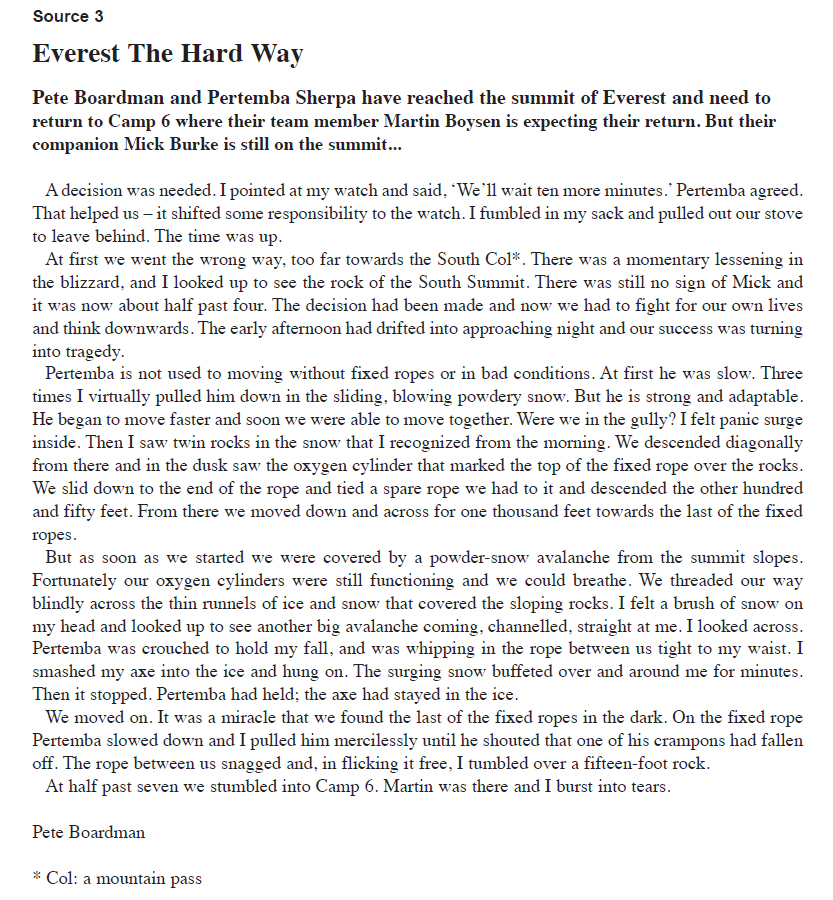 Source 3
Everest The Hard Way
Pete Boardman and Pertemba Sherpa have reached the summit of Everest and need to
return to Camp 6 where their team member Martin Boysen is expecting their return. But their
companion Mick Burke is still on the summit...
A decision was needed. I pointed at my watch and said, ‘We’ll wait ten more minutes.’ Pertemba agreed.
That helped us – it shifted some responsibility to the watch. I fumbled in my sack and pulled out our stove
to leave behind. The time was up.
At first we went the wrong way, too far towards the South Col*. There was a momentary lessening in
the blizzard, and I looked up to see the rock of the South Summit. There was still no sign of Mick and
it was now about half past four. The decision had been made and now we had to fight for our own lives
and think downwards. The early afternoon had drifted into approaching night and our success was turning
into tragedy.
Pertemba is not used to moving without fixed ropes or in bad conditions. At first he was slow. Three
times I virtually pulled him down in the sliding, blowing powdery snow. But he is strong and adaptable.
He began to move faster and soon we were able to move together. Were we in the gully? I felt panic surge
inside. Then I saw twin rocks in the snow that I recognized from the morning. We descended diagonally
from there and in the dusk saw the oxygen cylinder that marked the top of the fixed rope over the rocks.
We slid down to the end of the rope and tied a spare rope we had to it and descended the other hundred
and fifty feet. From there we moved down and across for one thousand feet towards the last of the fixed
ropes.
But as soon as we started we were covered by a powder-snow avalanche from the summit slopes.
Fortunately our oxygen cylinders were still functioning and we could breathe. We threaded our way
blindly across the thin runnels of ice and snow that covered the sloping rocks. I felt a brush of snow on
my head and looked up to see another big avalanche coming, channelled, straight at me. I looked across.
Pertemba was crouched to hold my fall, and was whipping in the rope between us tight to my waist. I
smashed my axe into the ice and hung on. The surging snow buffeted over and around me for minutes.
Then it stopped. Pertemba had held; the axe had stayed in the ice.
We moved on. It was a miracle that we found the last of the fixed ropes in the dark. On the fixed rope
Pertemba slowed down and I pulled him mercilessly until he shouted that one of his crampons had fallen
off. The rope between us snagged and, in flicking it free, I tumbled over a fifteen-foot rock.
At half past seven we stumbled into Camp 6. Martin was there and I burst into tears.
Pete Boardman
* Col: a mountain pass